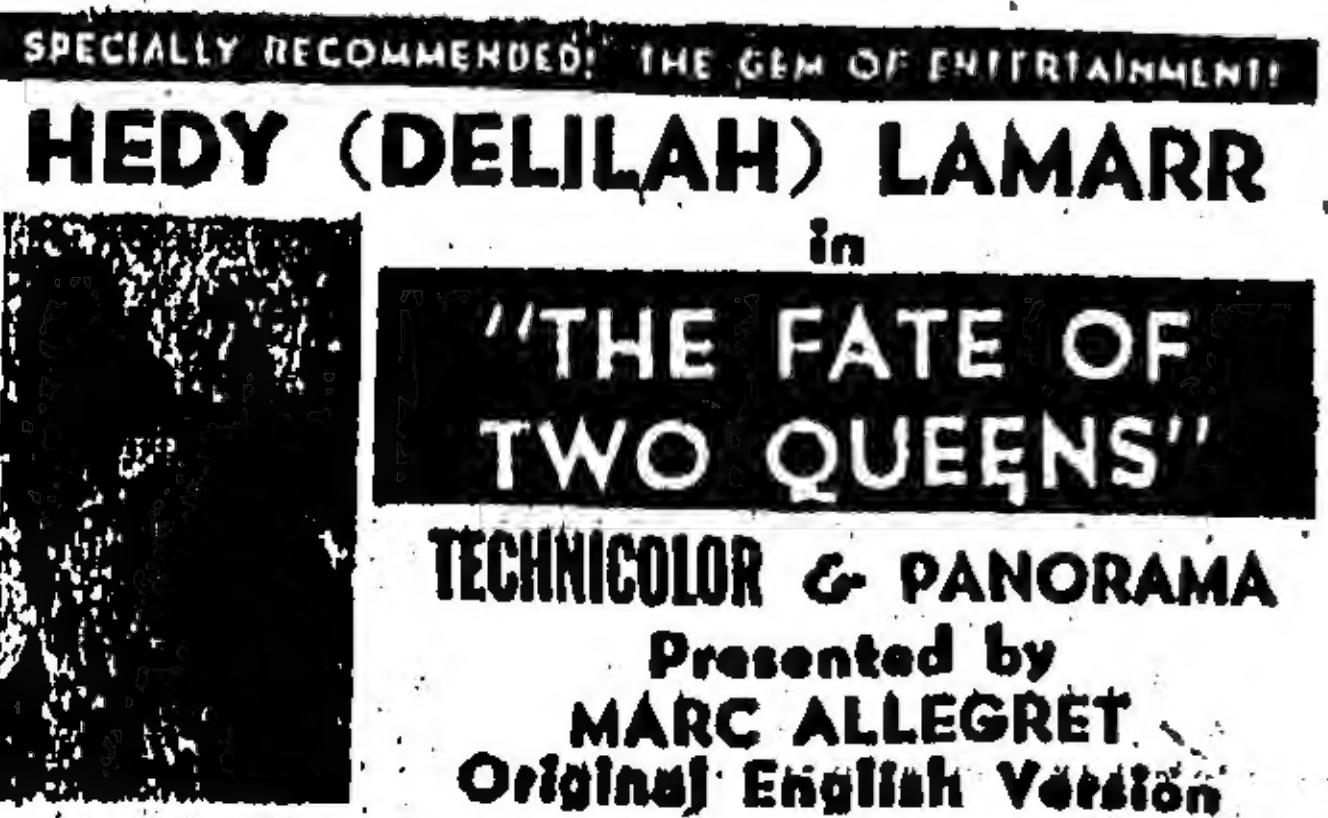 SPECIALLY RECOMMENDED! THE GEM OF ENTERTAINMENT!
HEDY (DELILAH) LAMARR
in
"THE FATE OF
TWO QUEENS"
TECHNICOLOR & PANORAMA
Presented by
MARC ALLEGRET
Original English Version